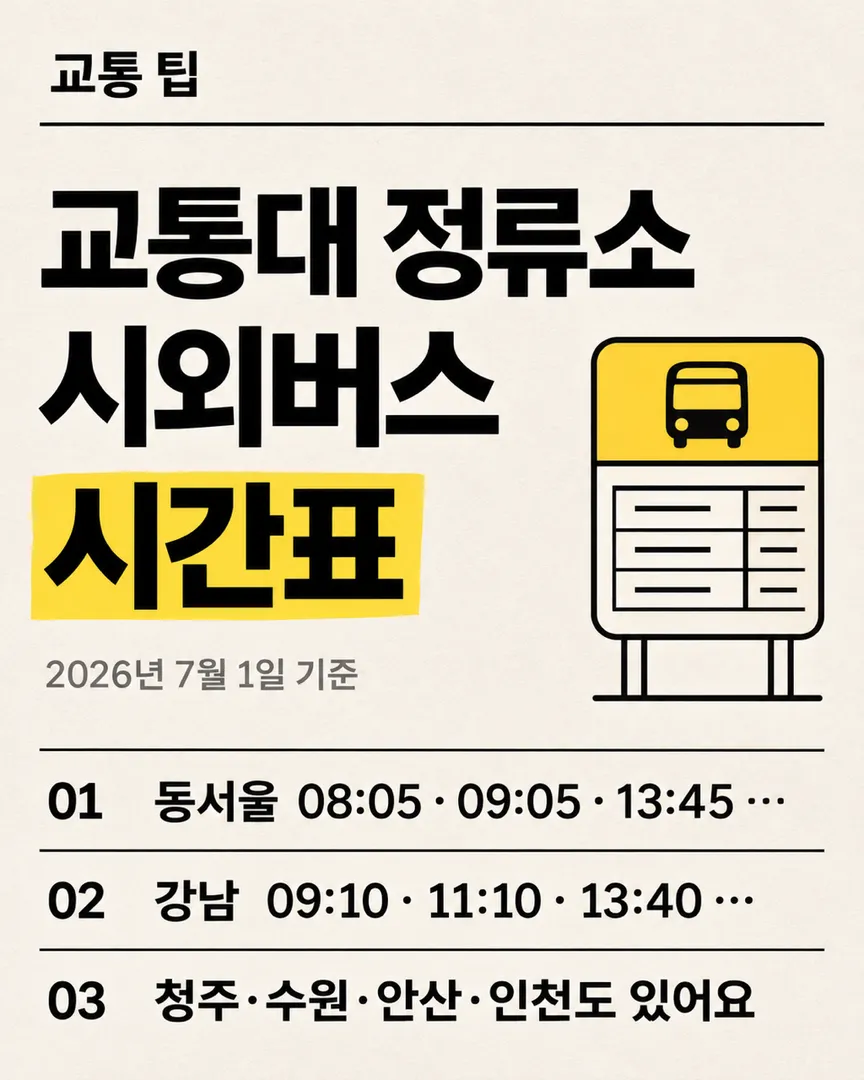 교통 팁
교통대 정류소
시외버스
시간표
2026년 7월 1일 기준
01 동서울 08:05 · 09:05 · 13:45 ···
02 강남 09:10 · 11:10 · 13:40 ···
03 청주·수원·안산·인천도 있어요